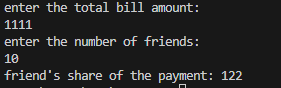 enter the total bill amount:
1111
enter the number of friends:
10
friend's share of the payment: 122